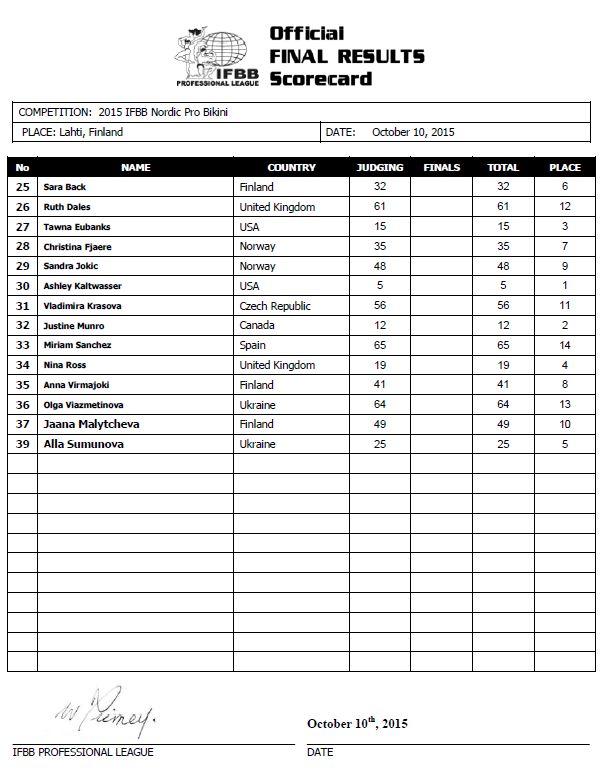 Official
FINAL RESULTS
Scorecard
IFBB
PROFESSIONAL LEAGUE
COMPETITION: 2015 IFBB Nordic Pro Bikini
PLACE: Lahti, Finland DATE: October 10, 2015
No NAME COUNTRY JUDGING FINALS TOTAL PLACE
25 Sara Back Finland 32 32 6
26 Ruth Dales United Kingdom 61 61 12
27 Tawna Eubanks USA 15 15 3
28 Christina Fjaere Norway 35 35 7
29 Sandra Jokic Norway 48 48 9
30 Ashley Kaltwasser USA 5 5 1
31 Vladimira Krasova Czech Republic 56 56 11
32 Justine Munro Canada 12 12 2
33 Miriam Sanchez Spain 65 65 14
34 Nina Ross United Kingdom 19 19 4
35 Anna Virmajoki Finland 41 41 8
36 Olga Viazmetinova Ukraine 64 64 13
37 Jaana Malytcheva Finland 49 49 10
39 Alla Sumunova Ukraine 25 25 5
October 10th, 2015
IFBB PROFESSIONAL LEAGUE DATE